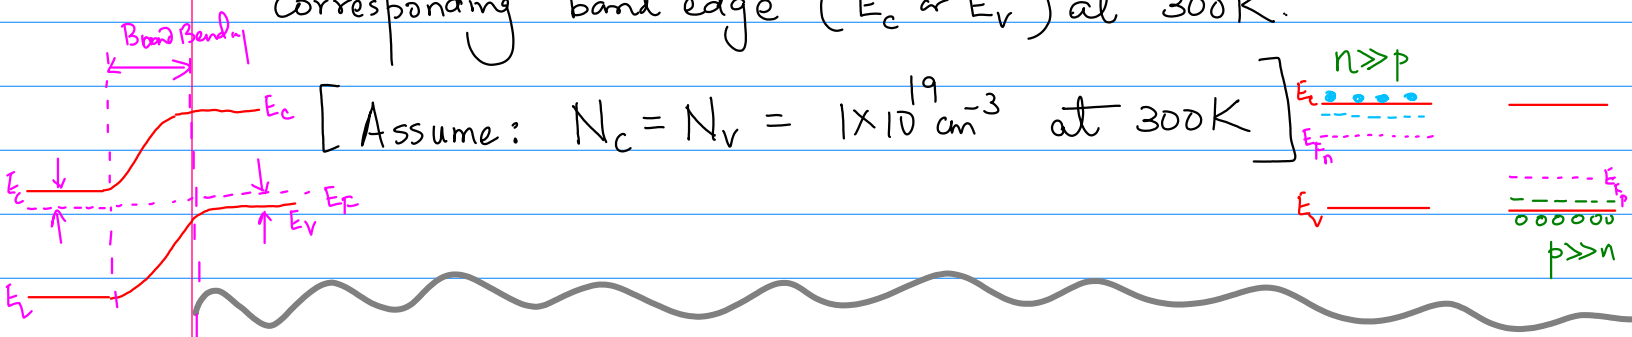 corresponding band edge (Ec or Ev) at 300K.
Band Bending
[Assume: Nc = Nv = 1×10^19 cm^-3 at 300K]
n≫p
Ec
Ec
EFn
Ec
EF
Ev
EFp
Ev
p≫n
Ev